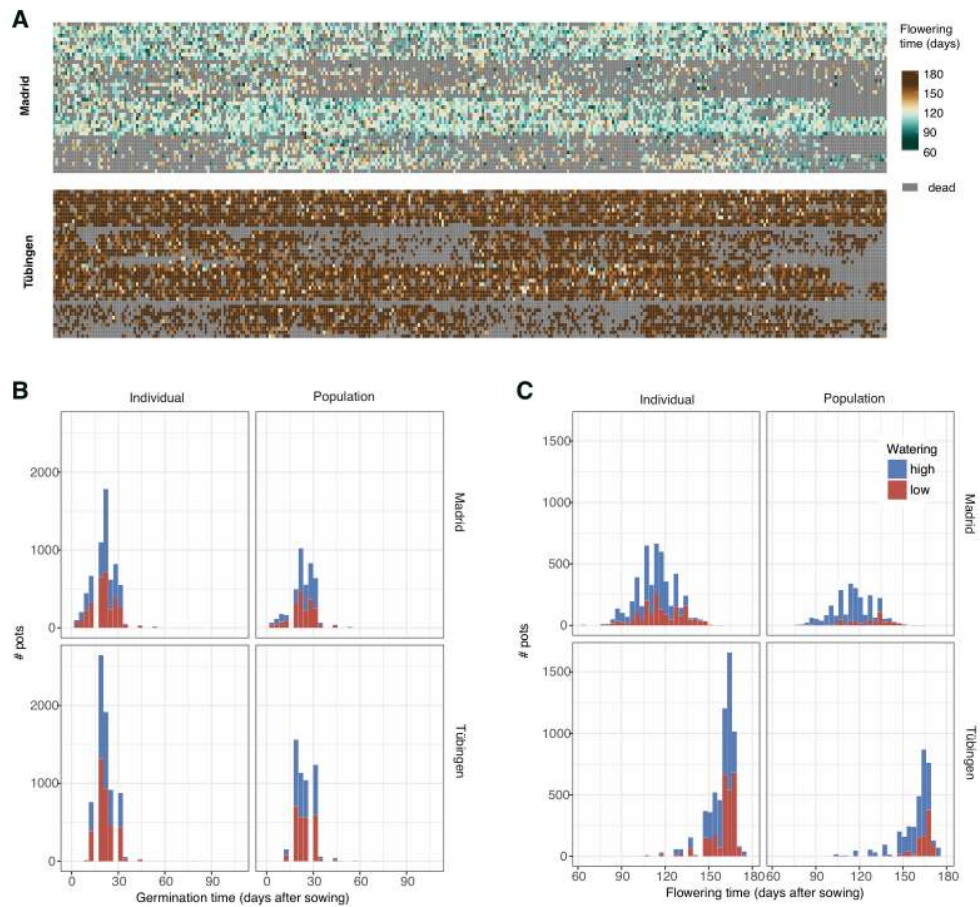 A
Madrid
Tübingen
Flowering
time (days)
180
150
120
90
60
dead
B
Individual
Population
# pots
2000
1000
0
Madrid
2000
1000
0
Tübingen
0
30
60
90
0
30
60
90
Germination time (days after sowing)
C
Individual
Population
# pots
1500
1000
500
0
Watering
high
low
Madrid
1500
1000
500
0
Tübingen
60
90
120
150
180
60
90
120
150
180
Flowering time (days after sowing)